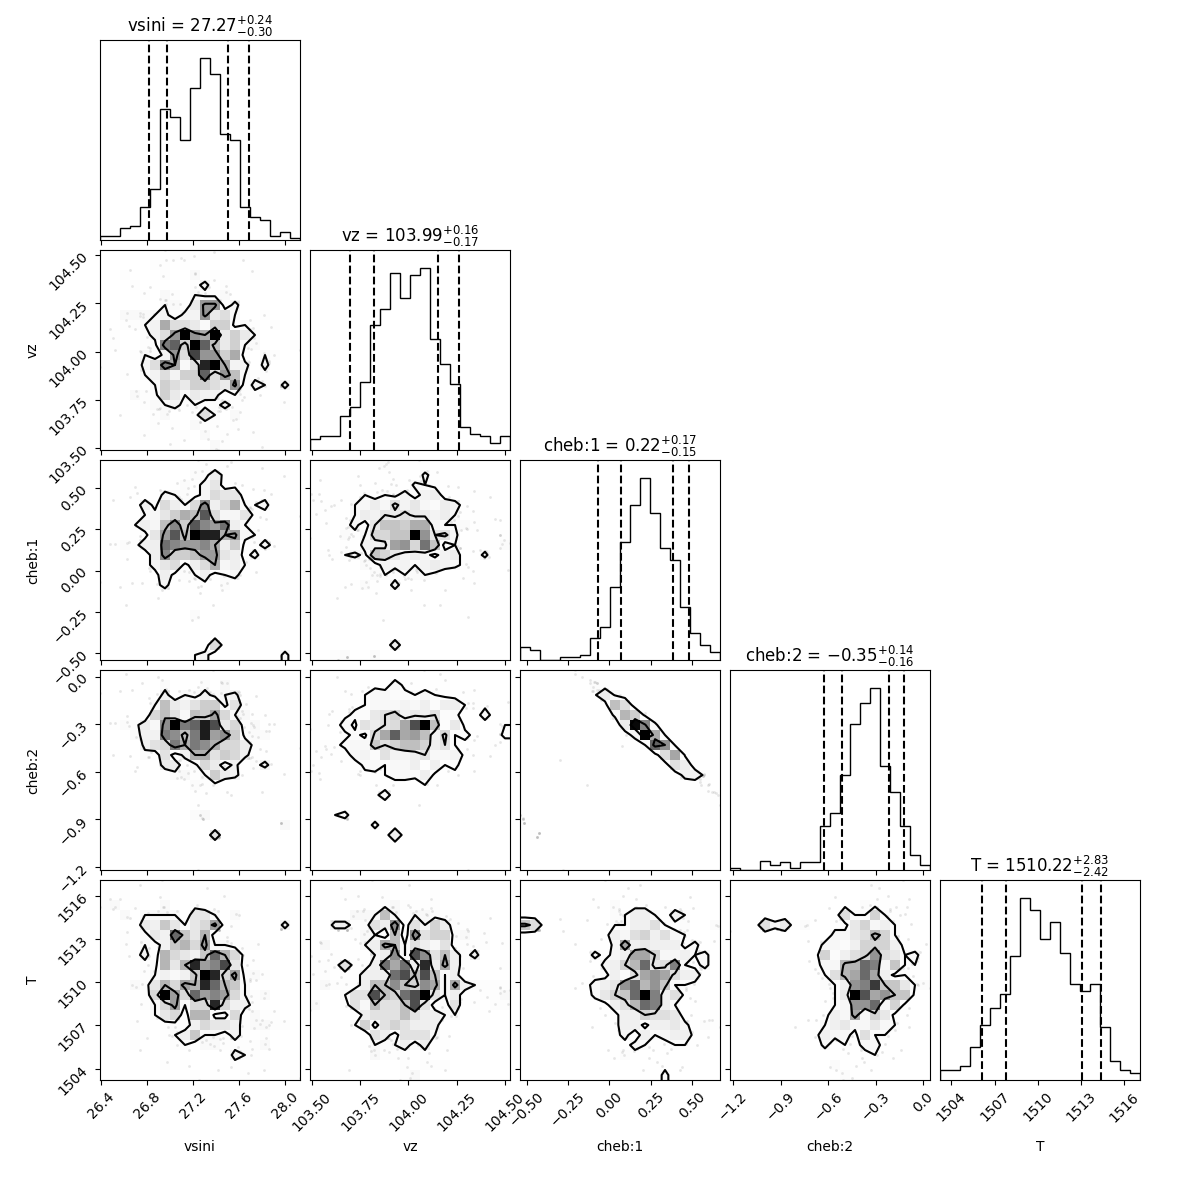 vsini = 27.27+0.24−0.30
vz = 103.99+0.16−0.17
104.50
104.25
104.00
103.75
103.50
vz
cheb:1 = 0.22+0.17−0.15
0.50
0.25
0.00
−0.25
−0.50
cheb:1
cheb:2 = −0.35+0.14−0.16
0.0
−0.3
−0.6
−0.9
−1.2
cheb:2
T = 1510.22+2.83−2.42
1516
1513
1510
1507
1504
T
26.4 26.8 27.2 27.6 28.0 103.50 103.75 104.00 104.25 104.50 −0.50 −0.25 0.00 0.25 0.50 −1.2 −0.9 −0.6 −0.3 0.0 1504 1507 1510 1513 1516
vsini vz cheb:1 cheb:2 T